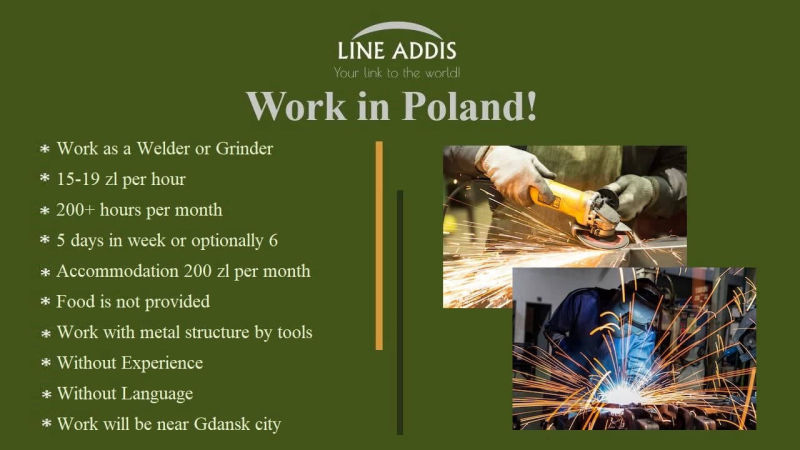 LINE ADDIS
Your link to the world!
Work in Poland!
* Work as a Welder or Grinder
* 15-19 zl per hour
* 200+ hours per month
* 5 days in week or optionally 6
* Accommodation 200 zl per month
* Food is not provided
* Work with metal structure by tools
* Without Experience
* Without Language
* Work will be near Gdansk city